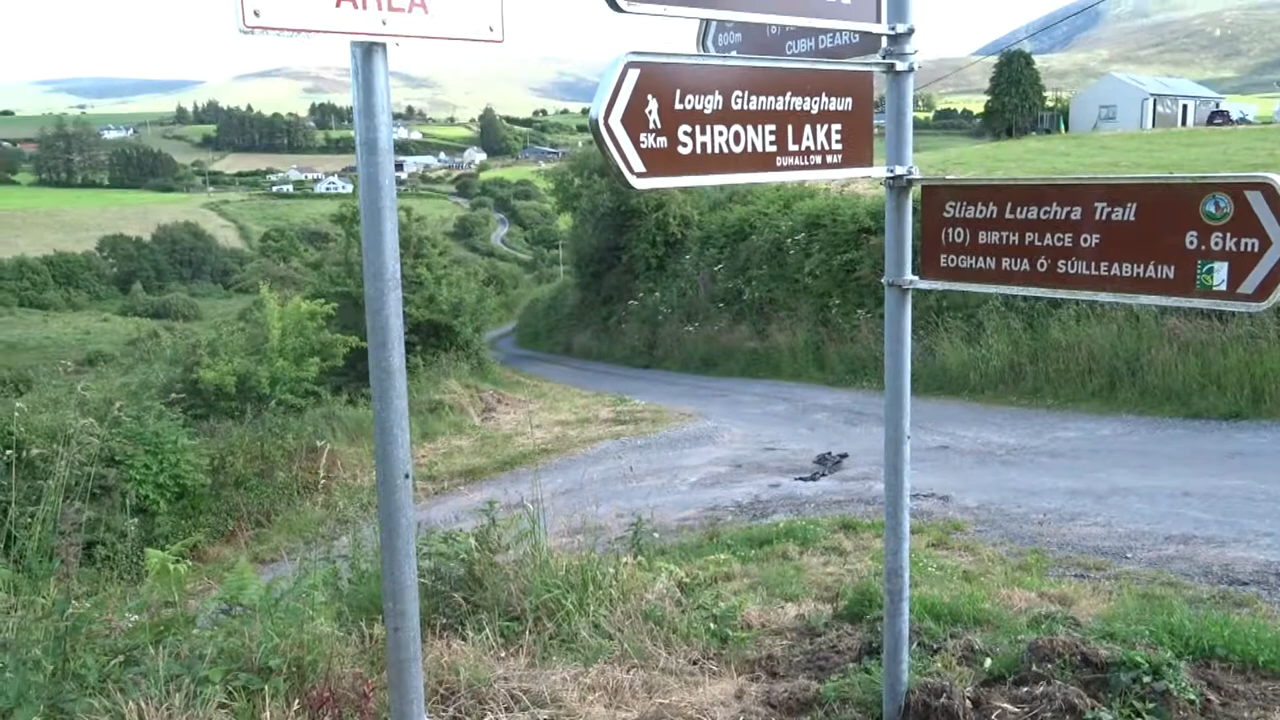 AREA
800m
CUBH DEARG
Lough Glannafreaghaun
5Km SHRONE LAKE
DUHALLOW WAY
Sliabh Luachra Trail
(10) BIRTH PLACE OF
6.6km
EOGHAN RUA Ó' SÚILLEABHÁIN